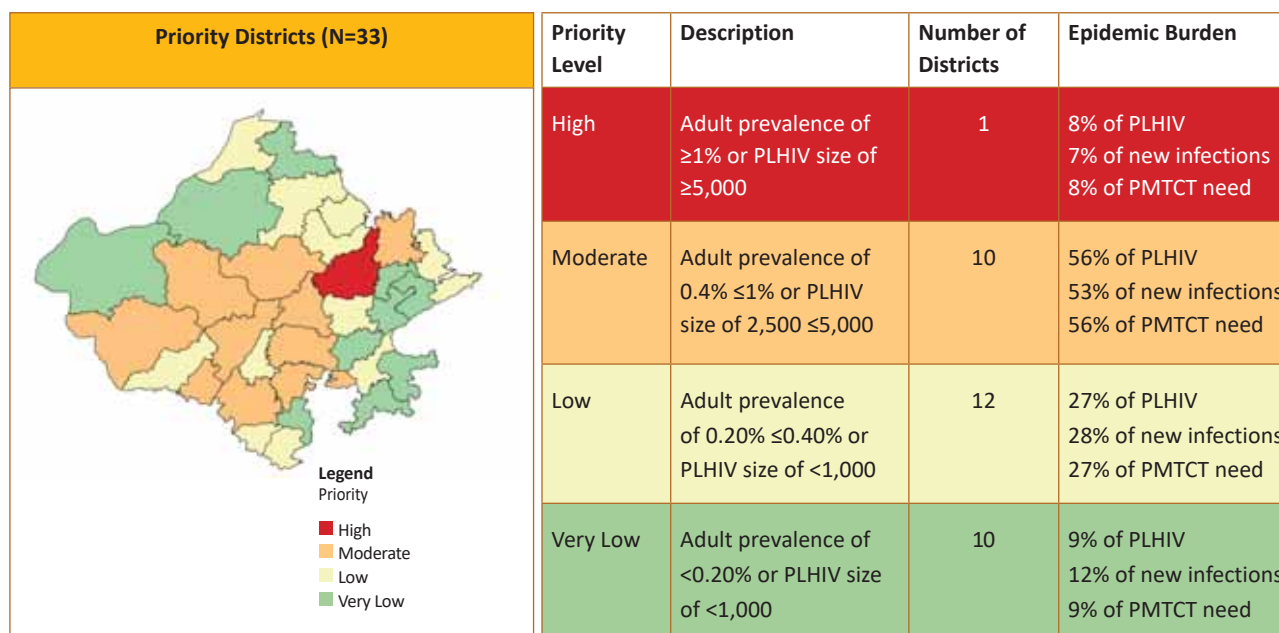 Priority Districts (N=33)
Legend
Priority
High
Moderate
Low
Very Low
Priority
Level
Description
Number of
Districts
Epidemic Burden
High
Adult prevalence of
≥1% or PLHIV size of
≥5,000
1
8% of PLHIV
7% of new infections
8% of PMTCT need
Moderate
Adult prevalence of
0.4% ≤1% or PLHIV
size of 2,500 ≤5,000
10
56% of PLHIV
53% of new infections
56% of PMTCT need
Low
Adult prevalence
of 0.20% ≤0.40% or
PLHIV size of <1,000
12
27% of PLHIV
28% of new infections
27% of PMTCT need
Very Low
Adult prevalence of
<0.20% or PLHIV size
of <1,000
10
9% of PLHIV
12% of new infections
9% of PMTCT need